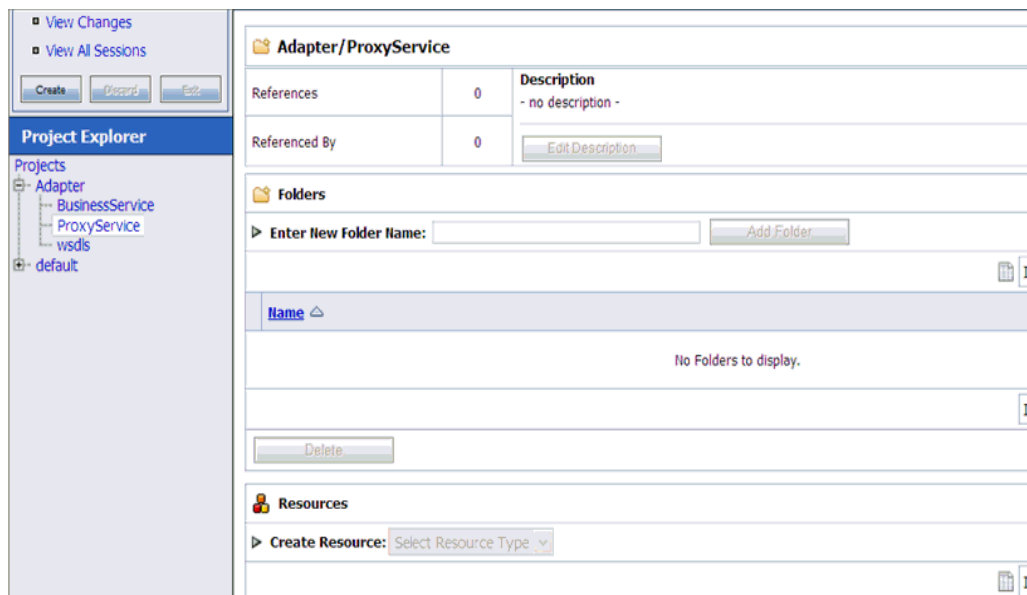 View Changes
View All Sessions
Create Discard Exit
Project Explorer
Projects
Adapter
BusinessService
ProxyService
wsdls
default
Adapter/ProxyService
References 0
Referenced By 0
Description
- no description -
Edit Description
Folders
Enter New Folder Name: Add Folder
Name
No Folders to display.
Delete
Resources
Create Resource: Select Resource Type